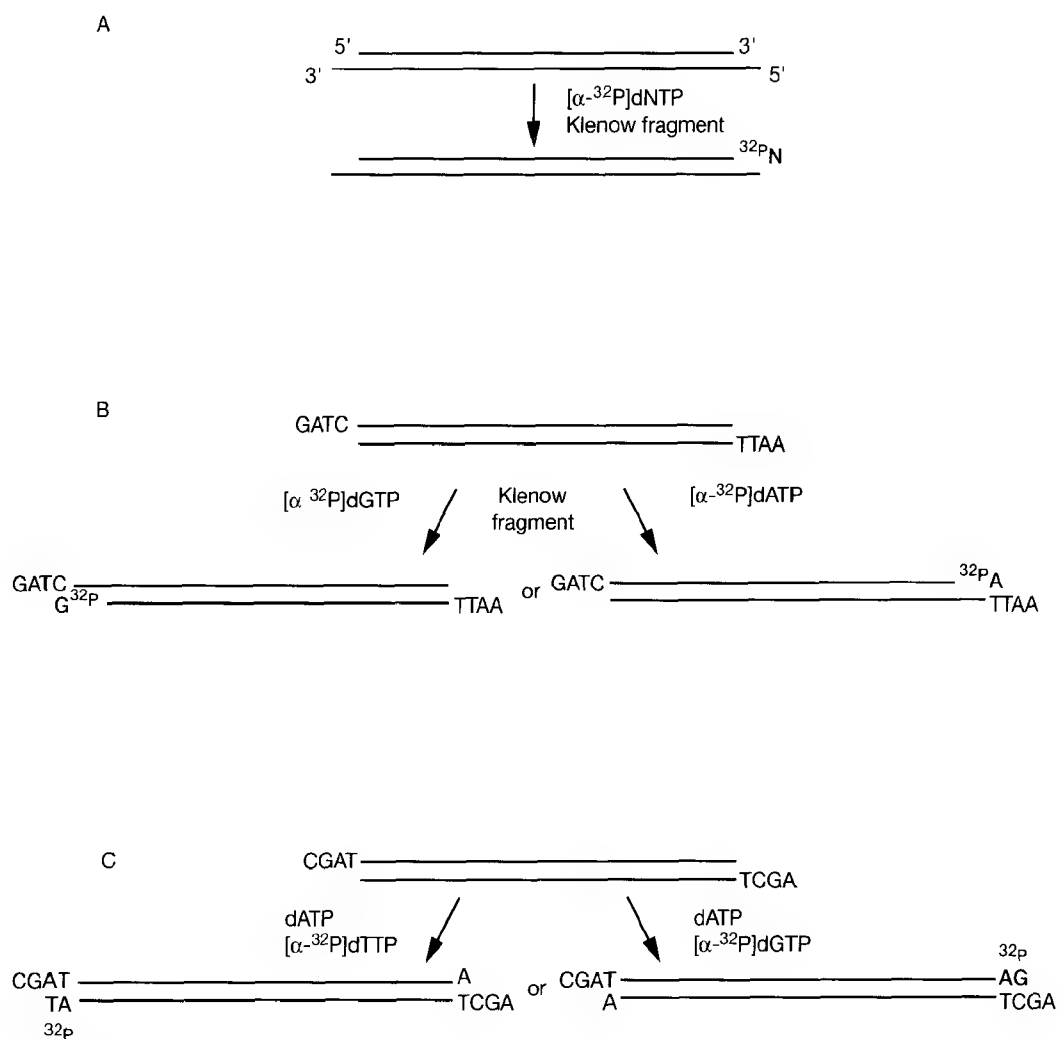 A
5' 3'
3' 5'
[α-³²P]dNTP
Klenow fragment
³²PN
B
GATC
TTAA
[α ³²P]dGTP Klenow [α-³²P]dATP
fragment
GATC ³²PA
G³²P TTAA or GATC TTAA
C
CGAT
TCGA
dATP dATP
[α-³²P]dTTP [α-³²P]dGTP
³²P
CGAT A or CGAT AG
TA TCGA A TCGA
³²P